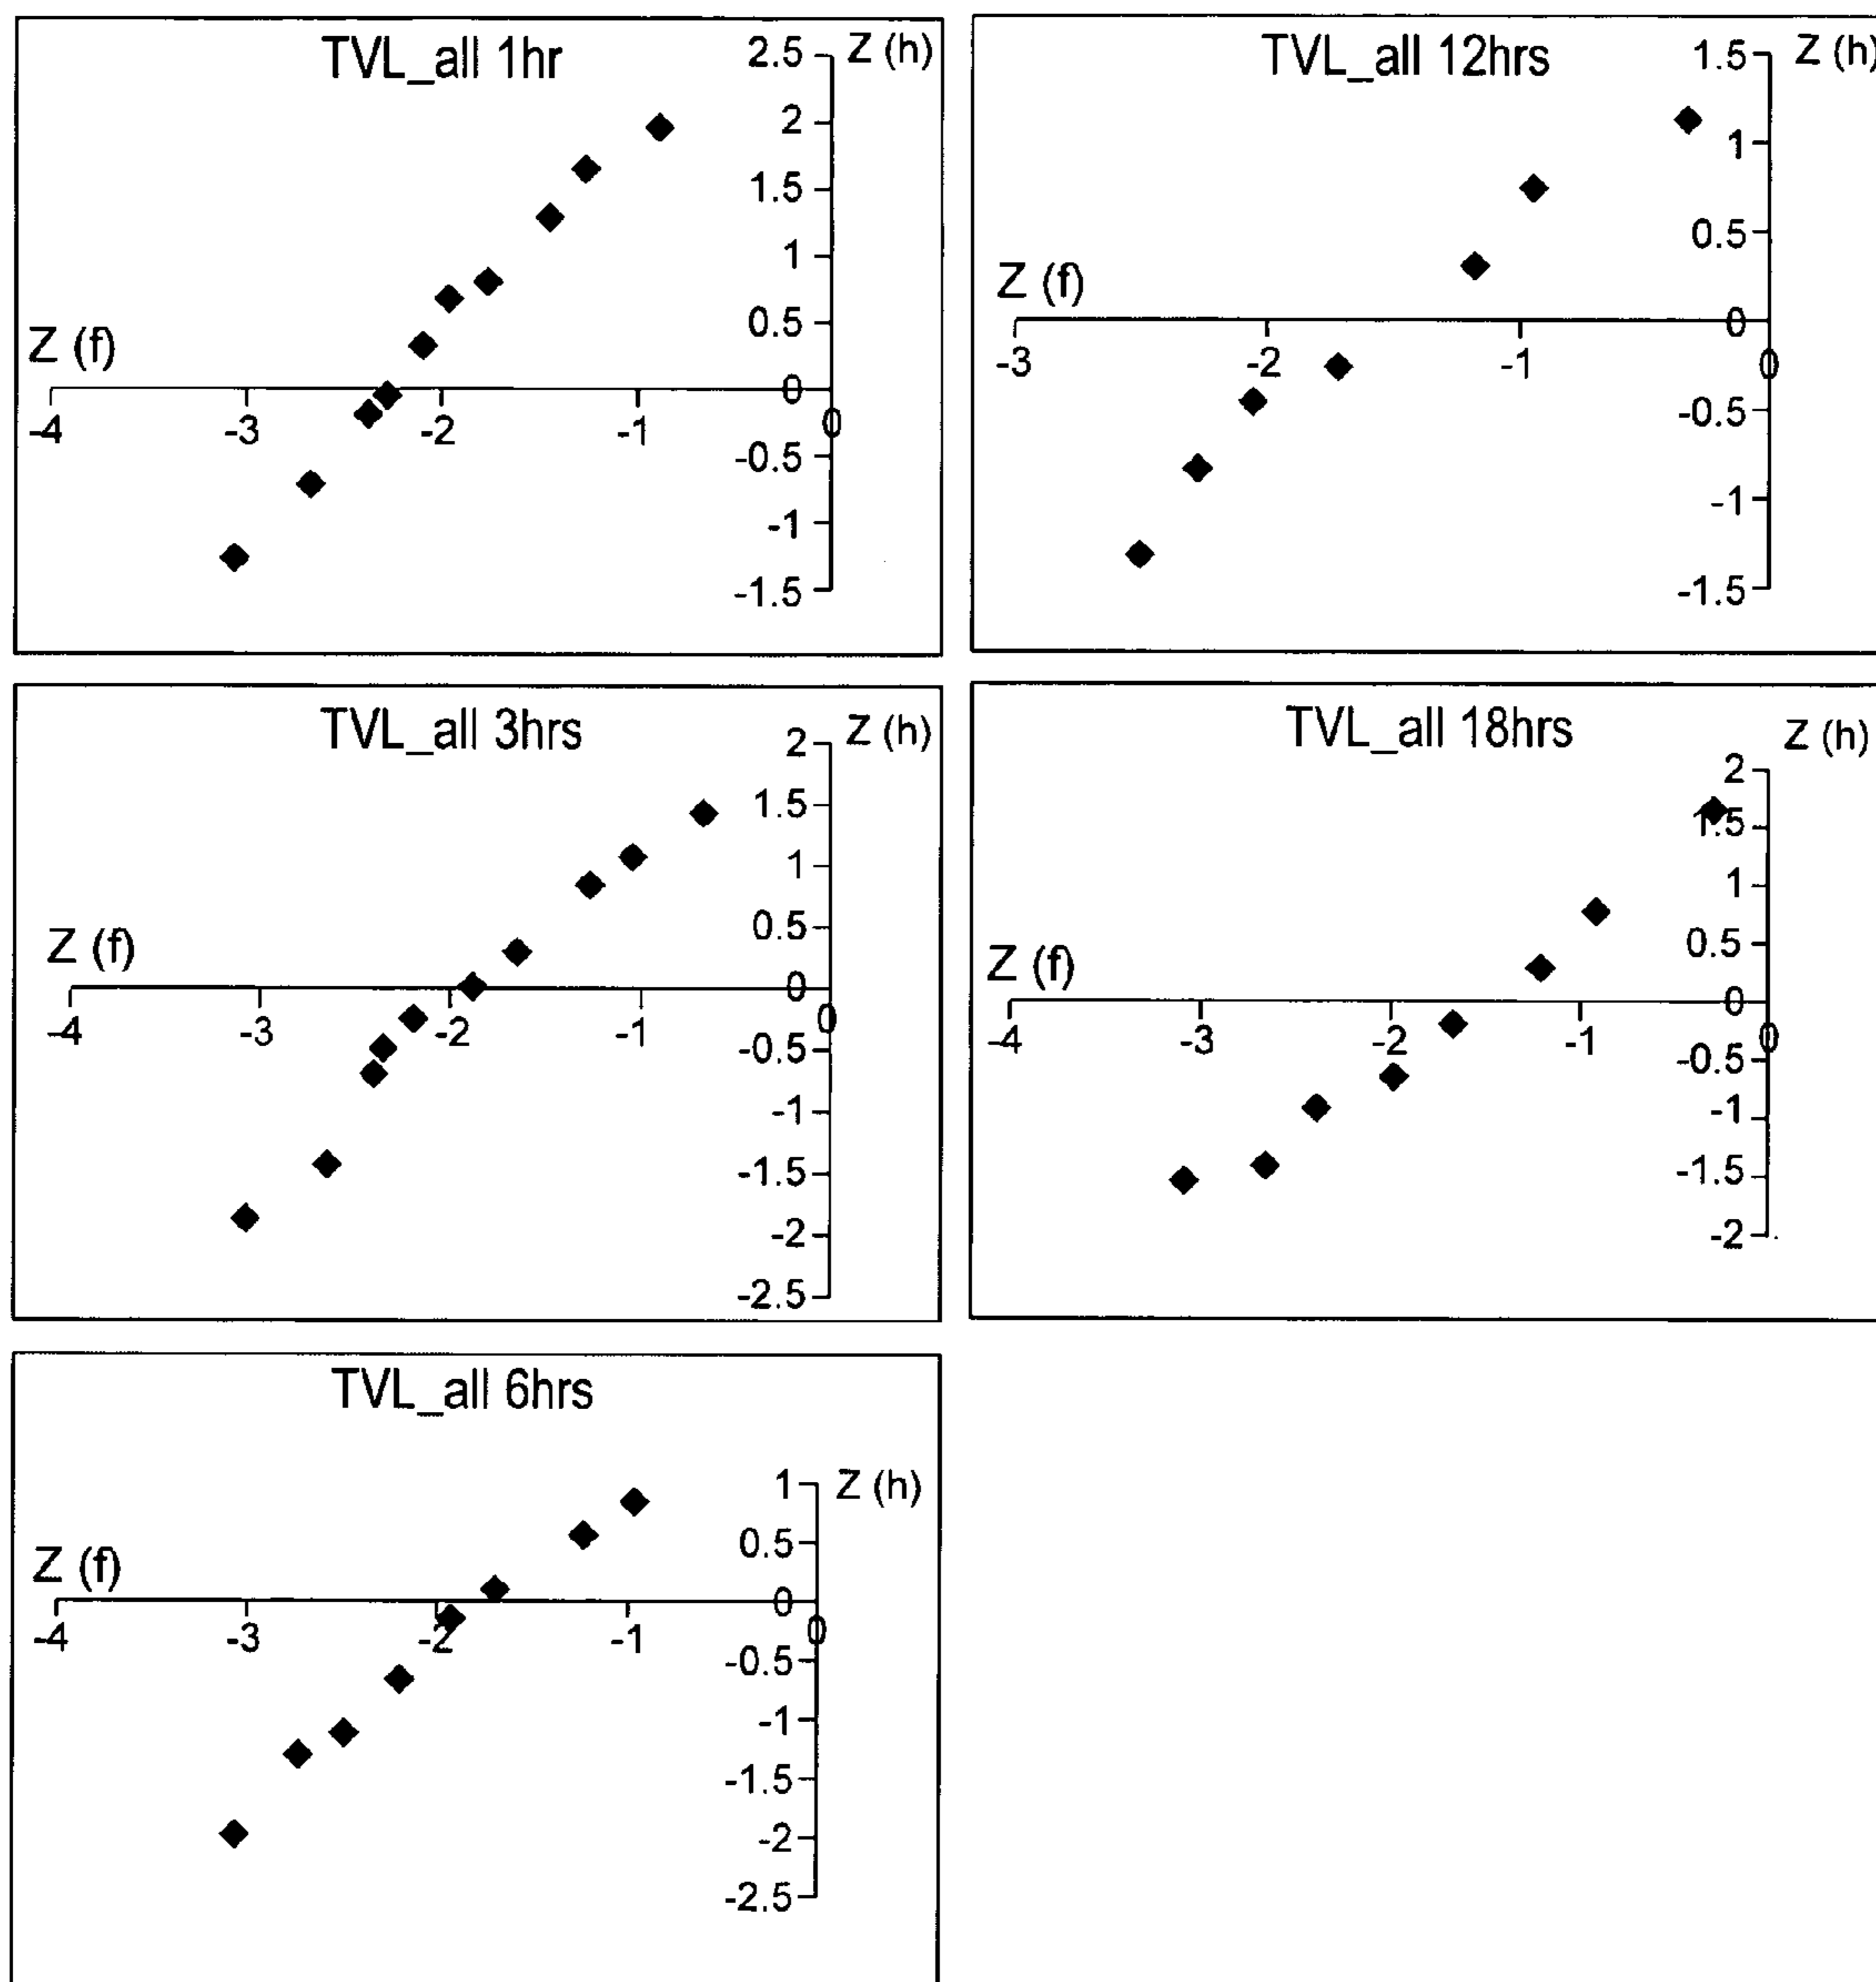 TVL_all 1hr
Z (h)
2.5
2
1.5
1
0.5
Z (f)
0
-4 -3 -2 -1 0
-0.5
-1
-1.5
TVL_all 12hrs
Z (h)
1.5
1
0.5
Z (f)
0
-3 -2 -1 0
-0.5
-1
-1.5
TVL_all 3hrs
Z (h)
2
1.5
1
0.5
Z (f)
0
-4 -3 -2 -1 0
-0.5
-1
-1.5
-2
-2.5
TVL_all 18hrs
Z (h)
2
1.5
1
0.5
Z (f)
0
-4 -3 -2 -1 0
-0.5
-1
-1.5
-2
TVL_all 6hrs
1 Z (h)
0.5
Z (f)
0
-4 -3 -2 -1 0
-0.5
-1
-1.5
-2
-2.5